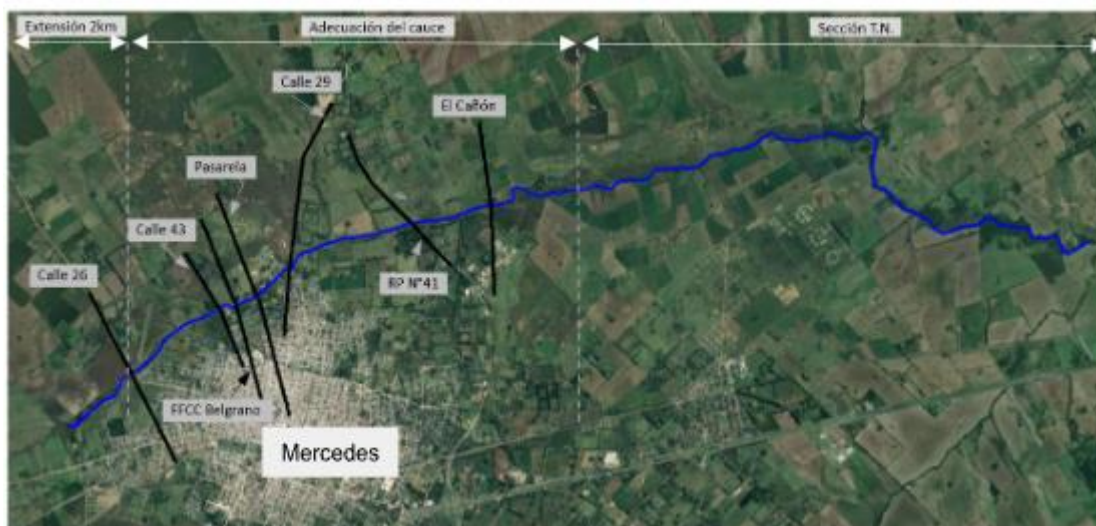 Extensión 2km
Adecuación del cauce
Sección T.N.
Calle 29
El Cañón
Pasarela
Calle 43
Calle 26
RP N°41
FFCC Belgrano
Mercedes